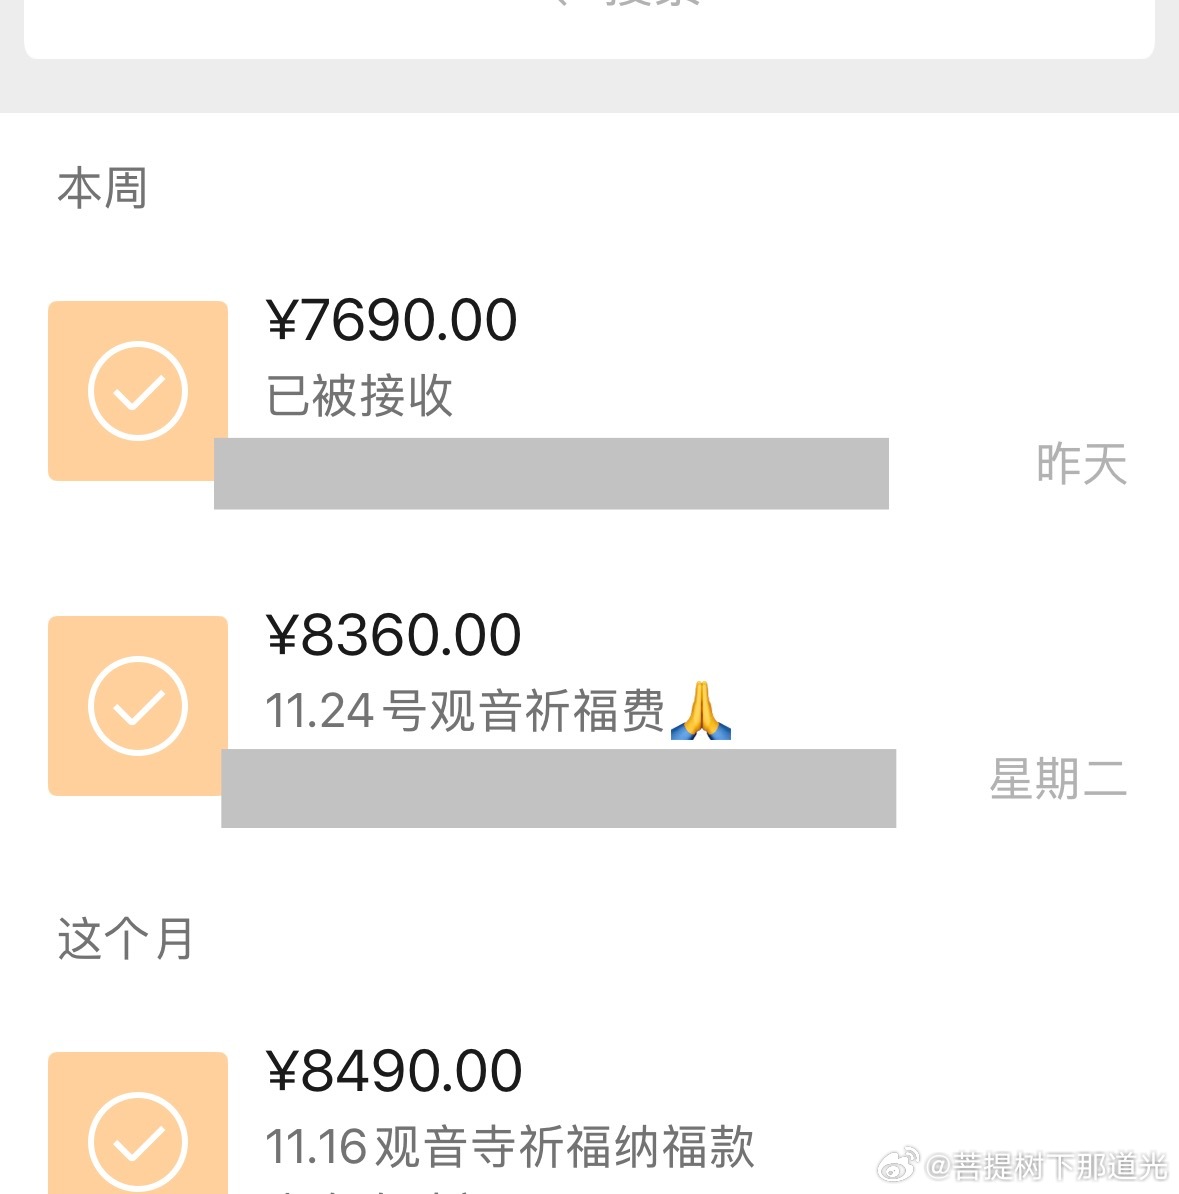 本周
¥7690.00
已被接收
昨天
¥8360.00
11.24号观音祈福费🙏
星期二
这个月
¥8490.00
11.16观音寺祈福纳福款
@菩提树下那道光